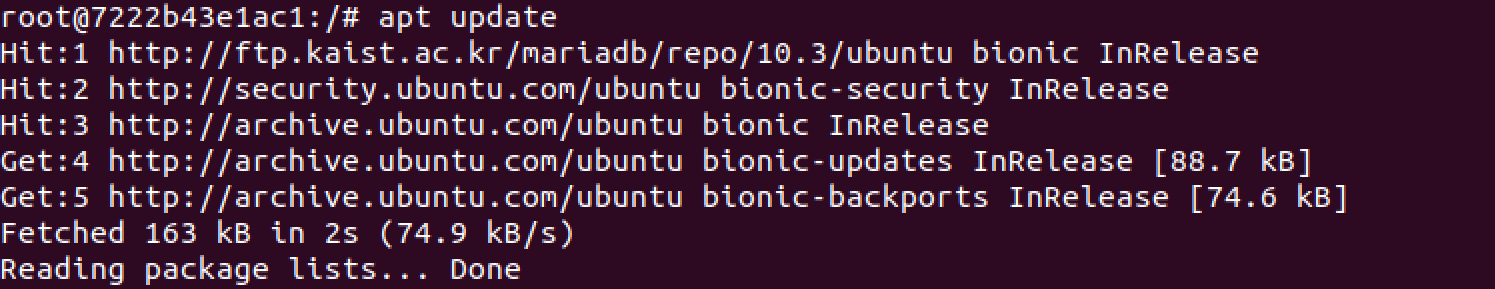 root@7222b43e1ac1:/# apt update
Hit:1 http://ftp.kaist.ac.kr/mariadb/repo/10.3/ubuntu bionic InRelease
Hit:2 http://security.ubuntu.com/ubuntu bionic-security InRelease
Hit:3 http://archive.ubuntu.com/ubuntu bionic InRelease
Get:4 http://archive.ubuntu.com/ubuntu bionic-updates InRelease [88.7 kB]
Get:5 http://archive.ubuntu.com/ubuntu bionic-backports InRelease [74.6 kB]
Fetched 163 kB in 2s (74.9 kB/s)
Reading package lists... Done